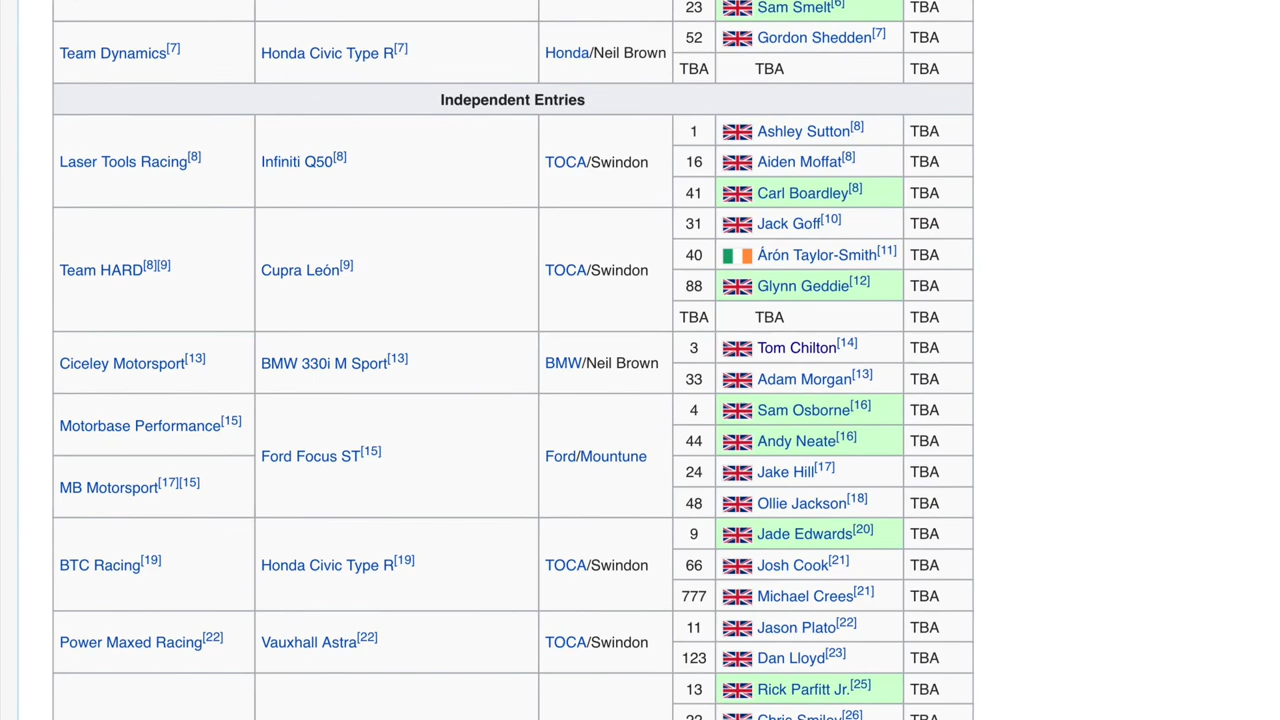 23 Sam Smelt[6] TBA
Team Dynamics[7] Honda Civic Type R[7] Honda/Neil Brown 52 Gordon Shedden[7] TBA
TBA TBA TBA
Independent Entries
Laser Tools Racing[8] Infiniti Q50[8] TOCA/Swindon 1 Ashley Sutton[8] TBA
16 Aiden Moffat[8] TBA
41 Carl Boardley[8] TBA
Team HARD[8][9] Cupra León[9] TOCA/Swindon 31 Jack Goff[10] TBA
40 Árón Taylor-Smith[11] TBA
88 Glynn Geddie[12] TBA
TBA TBA TBA
Ciceley Motorsport[13] BMW 330i M Sport[13] BMW/Neil Brown 3 Tom Chilton[14] TBA
33 Adam Morgan[13] TBA
Motorbase Performance[15] Ford Focus ST[15] Ford/Mountune 4 Sam Osborne[16] TBA
44 Andy Neate[16] TBA
MB Motorsport[17][15] 24 Jake Hill[17] TBA
48 Ollie Jackson[18] TBA
BTC Racing[19] Honda Civic Type R[19] TOCA/Swindon 9 Jade Edwards[20] TBA
66 Josh Cook[21] TBA
777 Michael Crees[21] TBA
Power Maxed Racing[22] Vauxhall Astra[22] TOCA/Swindon 11 Jason Plato[22] TBA
123 Dan Lloyd[23] TBA
13 Rick Parfitt Jr.[25] TBA
22 Chris Smiley[26] TBA